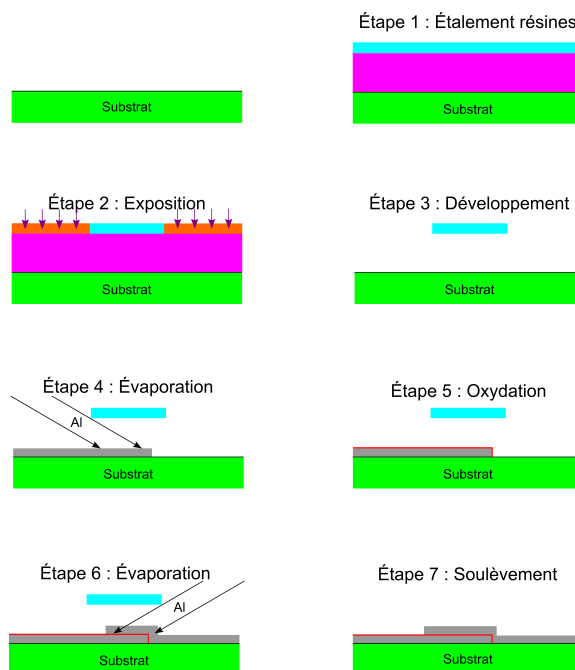 Substrat
Étape 1 : Étalement résines
Substrat
Étape 2 : Exposition
Substrat
Étape 3 : Développement
Substrat
Étape 4 : Évaporation
Al
Substrat
Étape 5 : Oxydation
Substrat
Étape 6 : Évaporation
Al
Substrat
Étape 7 : Soulèvement
Substrat